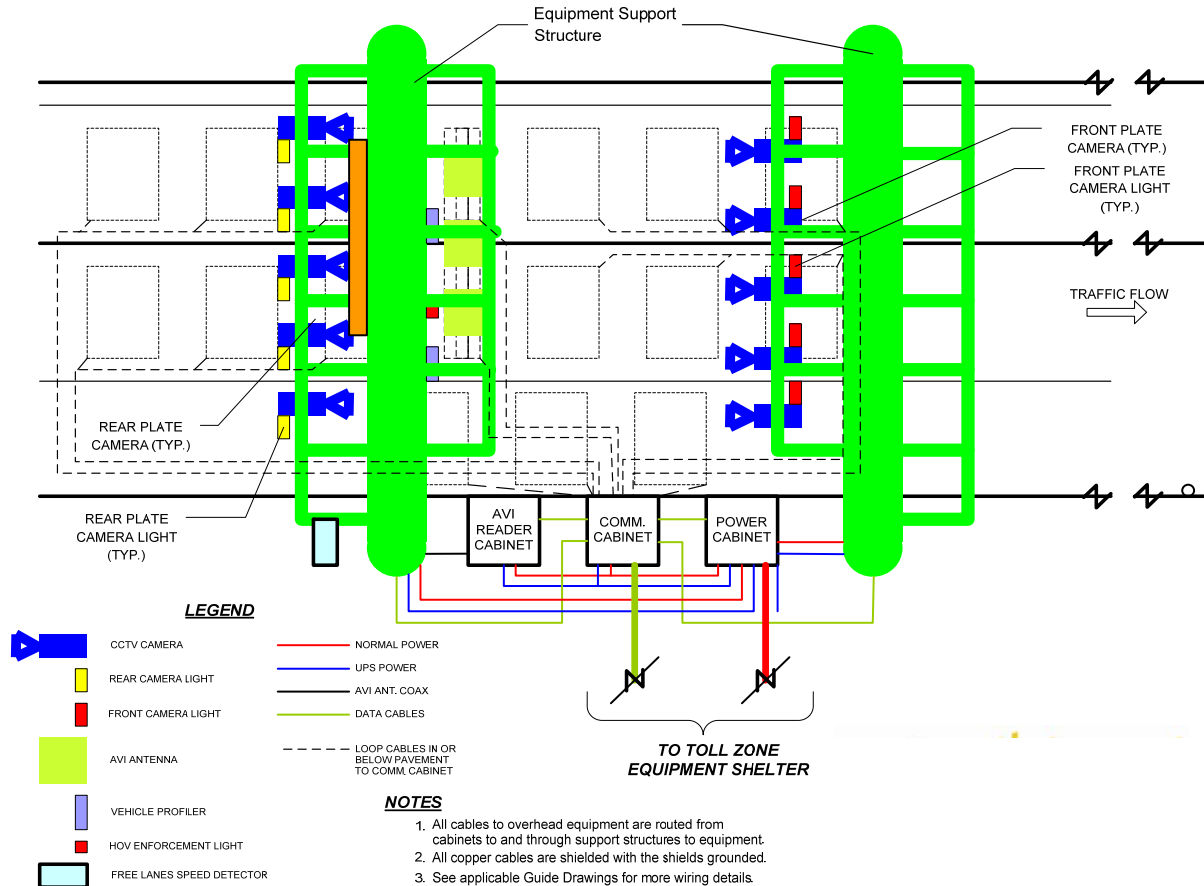 Equipment Support
Structure
FRONT PLATE
CAMERA (TYP.)
FRONT PLATE
CAMERA LIGHT
(TYP.)
TRAFFIC FLOW
REAR PLATE
CAMERA (TYP.)
REAR PLATE
CAMERA LIGHT
(TYP.)
AVI
READER
CABINET
COMM.
CABINET
POWER
CABINET
LEGEND
CCTV CAMERA
REAR CAMERA LIGHT
FRONT CAMERA LIGHT
AVI ANTENNA
VEHICLE PROFILER
HOV ENFORCEMENT LIGHT
FREE LANES SPEED DETECTOR
NORMAL POWER
UPS POWER
AVI ANT. COAX
DATA CABLES
LOOP CABLES IN OR
BELOW PAVEMENT
TO COMM. CABINET
TO TOLL ZONE
EQUIPMENT SHELTER
NOTES
1. All cables to overhead equipment are routed from
cabinets to and through support structures to equipment.
2. All copper cables are shielded with the shields grounded.
3. See applicable Guide Drawings for more wiring details.